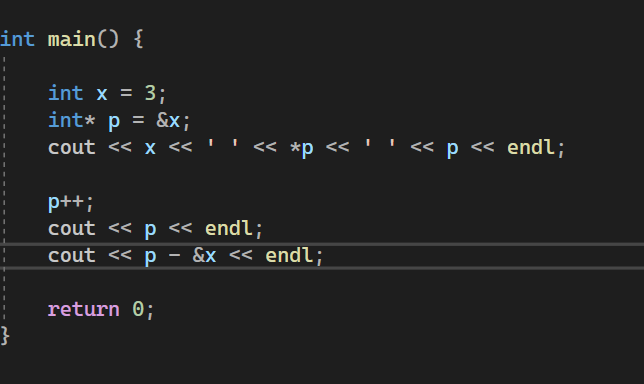 int main() {
int x = 3;
int* p = &x;
cout << x << ' ' << *p << ' ' << p << endl;
p++;
cout << p << endl;
cout << p - &x << endl;
return 0;
}